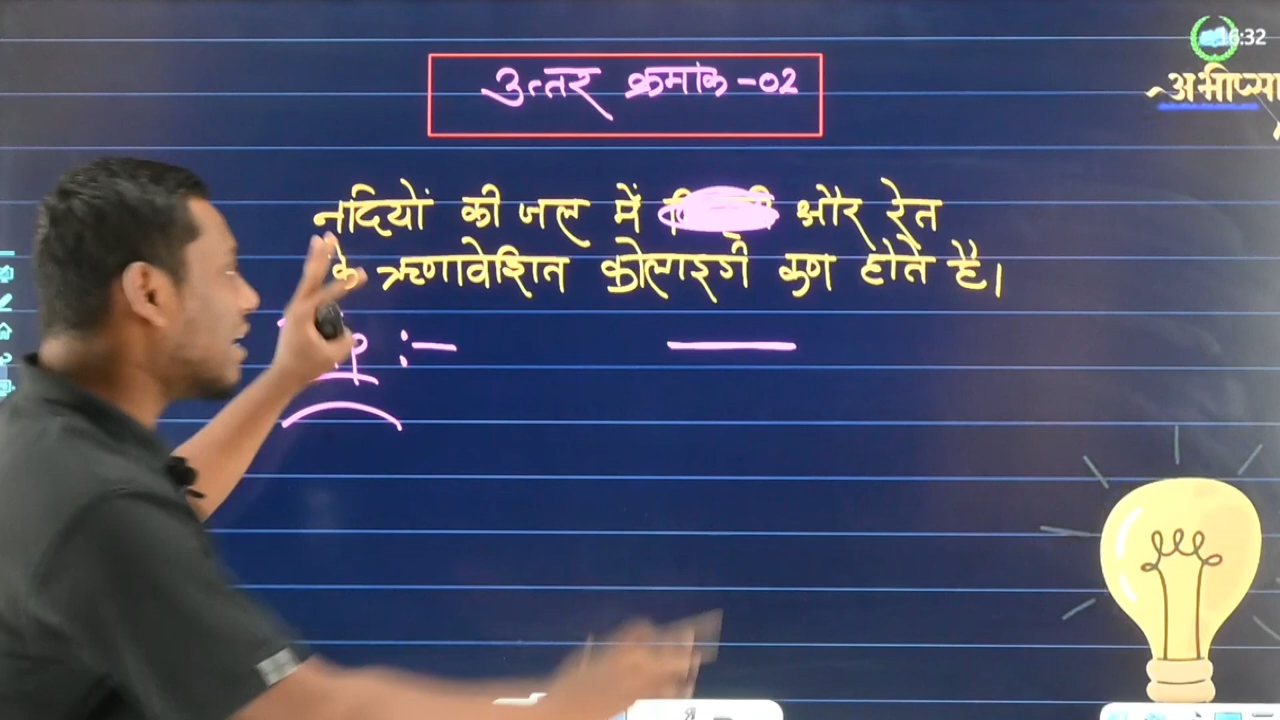 16:32
अभीप्सा
उत्तर क्रमांक-02
नदियों की जल में और रेत
के ऋणावेशित कोलाइडी कण होते है।
:-